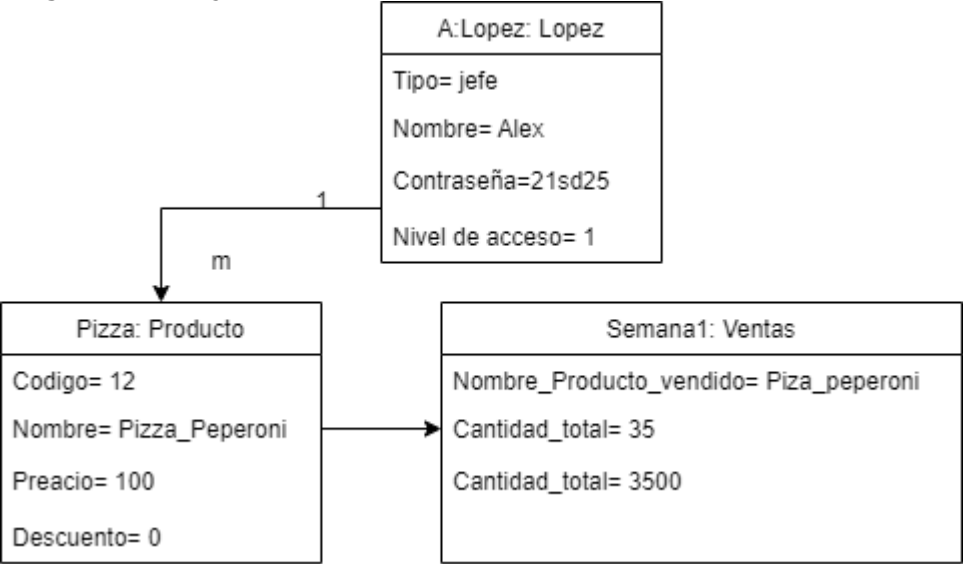 A:Lopez: Lopez
Tipo= jefe
Nombre= Alex
Contraseña=21sd25
Nivel de acceso= 1
1
m
Pizza: Producto
Codigo= 12
Nombre= Pizza_Peperoni
Preacio= 100
Descuento= 0
Semana1: Ventas
Nombre_Producto_vendido= Piza_peperoni
Cantidad_total= 35
Cantidad_total= 3500